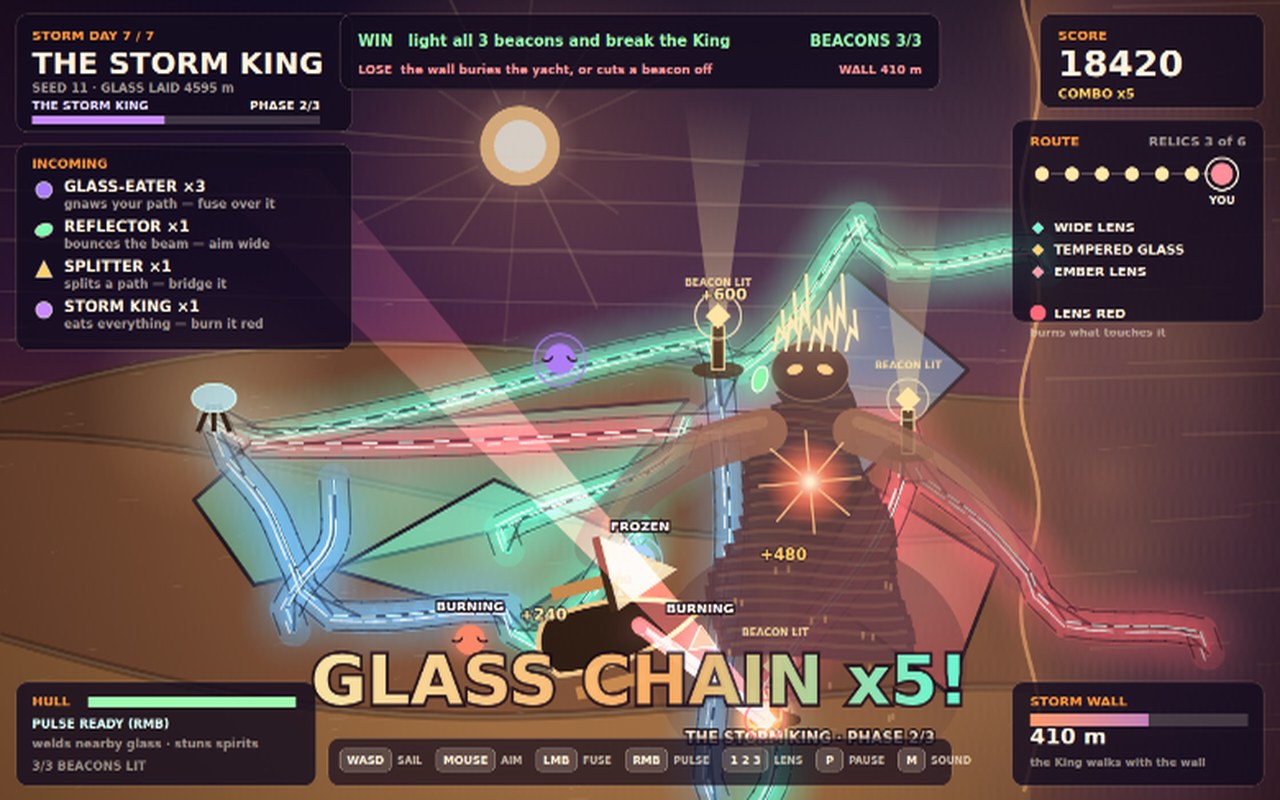 STORM DAY 7 / 7
THE STORM KING
SEED 11 · GLASS LAID 4595 m
THE STORM KING PHASE 2/3
WIN light all 3 beacons and break the King BEACONS 3/3
LOSE the wall buries the yacht, or cuts a beacon off WALL 410 m
SCORE
18420
COMBO x5
INCOMING
GLASS-EATER ×3
gnaws your path — fuse over it
REFLECTOR ×1
bounces the beam — aim wide
SPLITTER ×1
splits a path — bridge it
STORM KING ×1
eats everything — burn it red
ROUTE RELICS 3 of 6
YOU
WIDE LENS
TEMPERED GLASS
EMBER LENS
LENS RED
burns what touches it
BEACON LIT
+600
BEACON LIT
FROZEN
+480
BURNING
+240
BURNING
BEACON LIT
GLASS CHAIN x5!
THE STORM KING · PHASE 2/3
HULL
PULSE READY (RMB)
welds nearby glass · stuns spirits
3/3 BEACONS LIT
WASD SAIL MOUSE AIM LMB FUSE RMB PULSE 1 2 3 LENS P PAUSE M SOUND
STORM WALL
410 m
the King walks with the wall